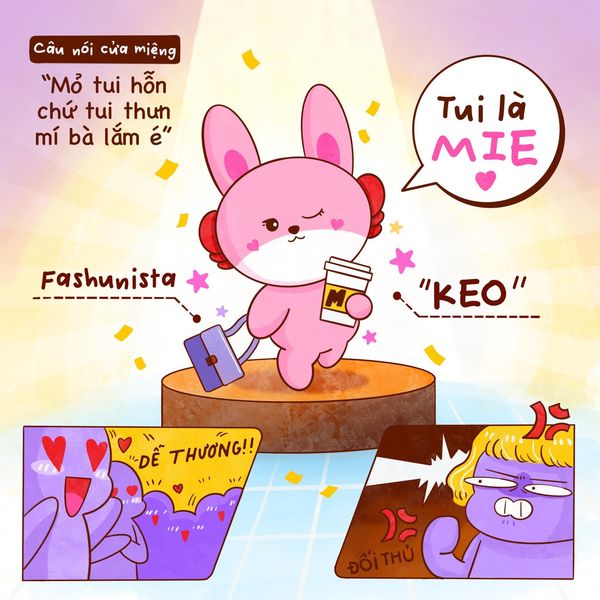 Câu nói cửa miệng
“Mỏ tui hỗn
chứ tui thưn
mí bà lắm é”
Tui là
MIE
Fashunista
"KEO"
M
DỄ THƯƠNG!!
ĐỐI THỦ